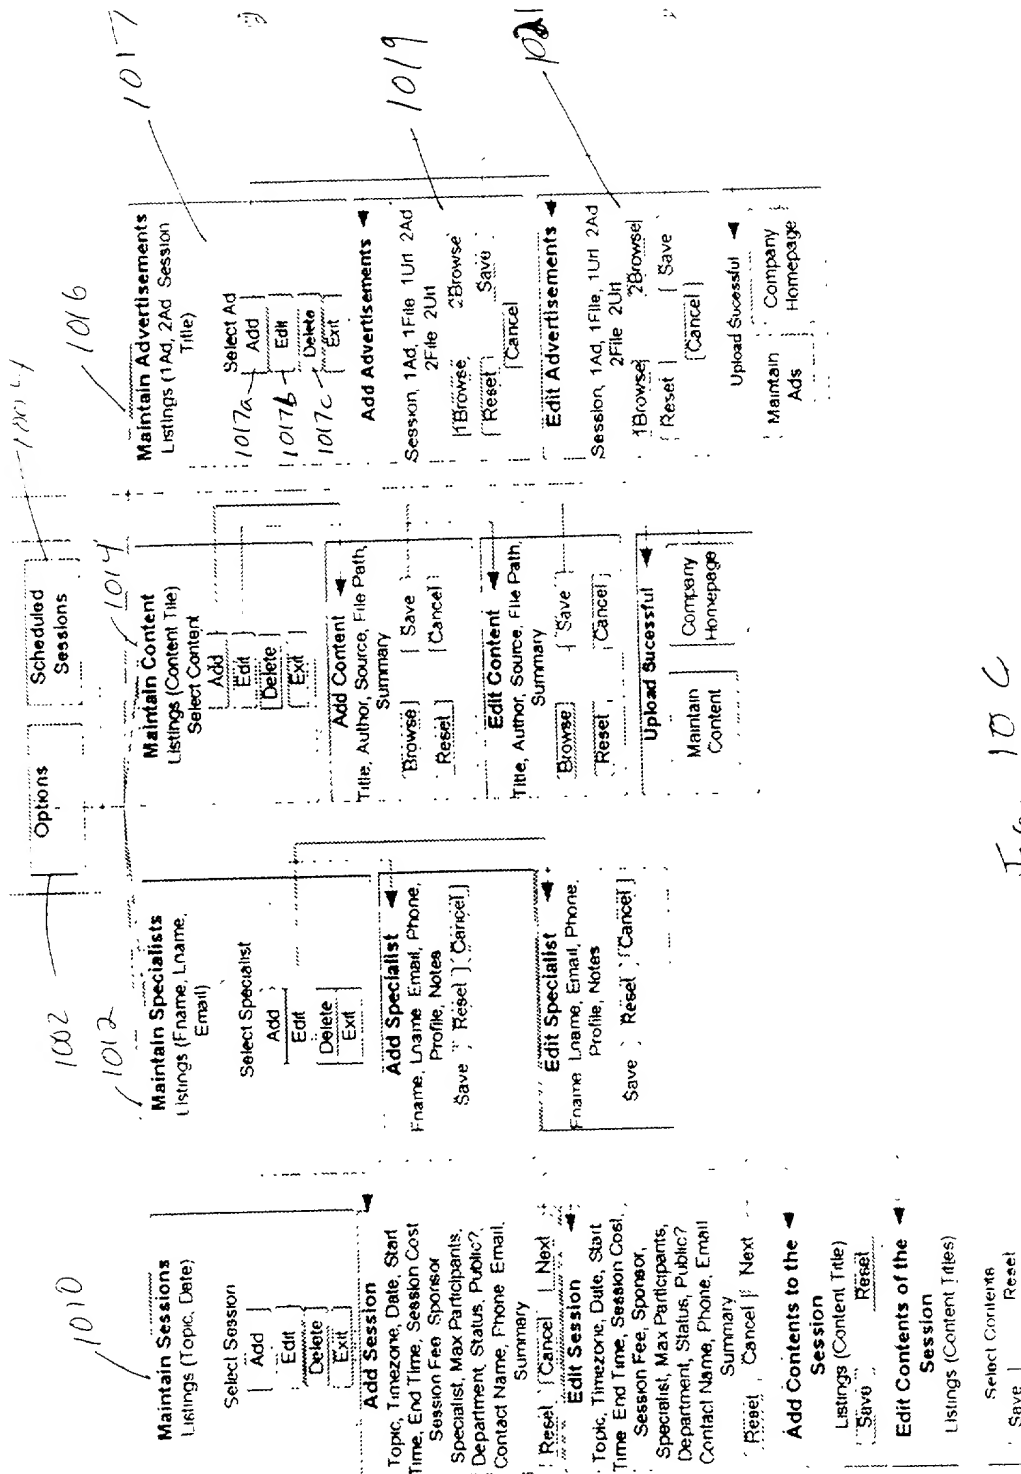 1002
Options
Scheduled
Sessions
1010
Maintain Sessions
Listings (Topic, Date)
Select Session
Add
Edit
Delete
Exit
Add Session
Topic, Timezone, Date, Start
Time, End Time, Session Cost
Session Fee Sponsor
Specialist, Max Participants,
Department, Status, Public?,
Contact Name, Phone Email,
Summary
Reset Cancel Next
Edit Session
Topic, Timezone, Date, Start
Time End Time, Session Cost,
Session Fee, Sponsor,
Specialist, Max Participants,
Department, Status, Public?
Contact Name, Phone, Email
Summary
Reset Cancel Next
Add Contents to the
Session
Listings (Content Title)
Save Reset
Edit Contents of the
Session
Listings (Content Titles)
Select Contents
Save Reset
1012
Maintain Specialists
Listings (Fname, Lname,
Email)
Select Specialist
Add
Edit
Delete
Exit
Add Specialist
Fname, Lname Email, Phone,
Profile, Notes
Save Reset Cancel
Edit Specialist
Fname Lname, Email, Phone,
Profile, Notes
Save Reset Cancel
1014
Maintain Content
Listings (Content Title)
Select Content
Add
Edit
Delete
Exit
Add Content
Title, Author, Source, File Path,
Summary
Browse Save
Reset Cancel
Edit Content
Title, Author, Source, File Path,
Summary
Browse Save
Reset Cancel
Upload Sucessful
Maintain
Content
Company
Homepage
1016
1017
Maintain Advertisements
Listings (1Ad, 2Ad Session
Title)
Select Ad
1017a Add
1017b Edit
1017c Delete
Exit
1019
Add Advertisements
Sesson, 1Ad, 1File 1Url 2Ad
2File 2Url
1Browse 2Browse
Reset Save
Cancel
1021
Edit Advertisements
Sesson, 1Ad, 1File, 1Url 2Ad
2File 2Url
1Browse 2Browse
Reset Save
Cancel
Upload Sucessful
Maintain
Ads
Company
Homepage
10 C